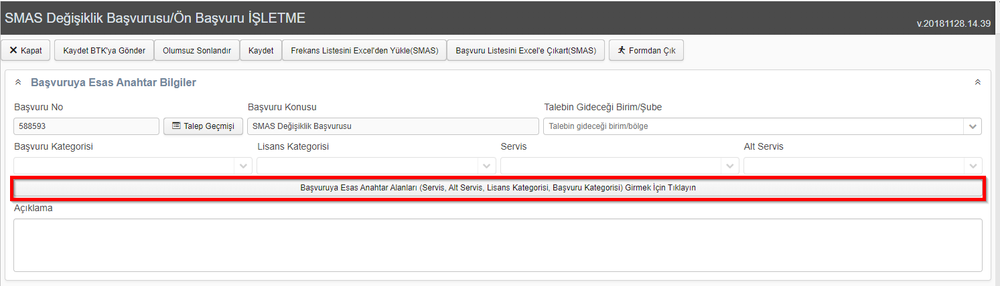 SMAS Değişiklik Başvurusu/Ön Başvuru İŞLETME
v.20181128.14.39
Kapat Kaydet BTK'ya Gönder Olumsuz Sonlandır Kaydet Frekans Listesini Excel'den Yükle(SMAS) Başvuru Listesini Excel'e Çıkart(SMAS) Formdan Çık
Başvuruya Esas Anahtar Bilgiler
Başvuru No Başvuru Konusu Talebin Gideceği Birim/Şube
588593 Talep Geçmişi SMAS Değişiklik Başvurusu Talebin gideceği birim/bölge
Başvuru Kategorisi Lisans Kategorisi Servis Alt Servis
Başvuruya Esas Anahtar Alanları (Servis, Alt Servis, Lisans Kategorisi, Başvuru Kategorisi) Girmek İçin Tıklayın
Açıklama